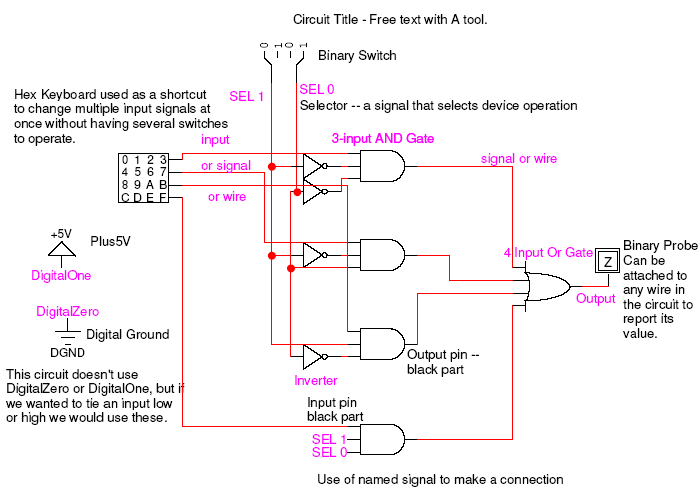 Circuit Title - Free text with A tool.
0 1 0 1
Binary Switch
SEL 1
SEL 0
Selector -- a signal that selects device operation
Hex Keyboard used as a shortcut
to change multiple input signals at
once without having several switches
to operate.
input
3-input AND Gate
0 1 2 3
4 5 6 7
8 9 A B
C D E F
or signal
or wire
signal or wire
+5V
Plus5V
DigitalOne
4 Input Or Gate
Z
Binary Probe
Can be
attached to
any wire in
the circuit to
report its
value.
Output
DigitalZero
Digital Ground
DGND
Output pin --
black part
This circuit doesn't use
DigitalZero or DigitalOne, but if
we wanted to tie an input low
or high we would use these.
Inverter
Input pin
black part
SEL 1
SEL 0
Use of named signal to make a connection